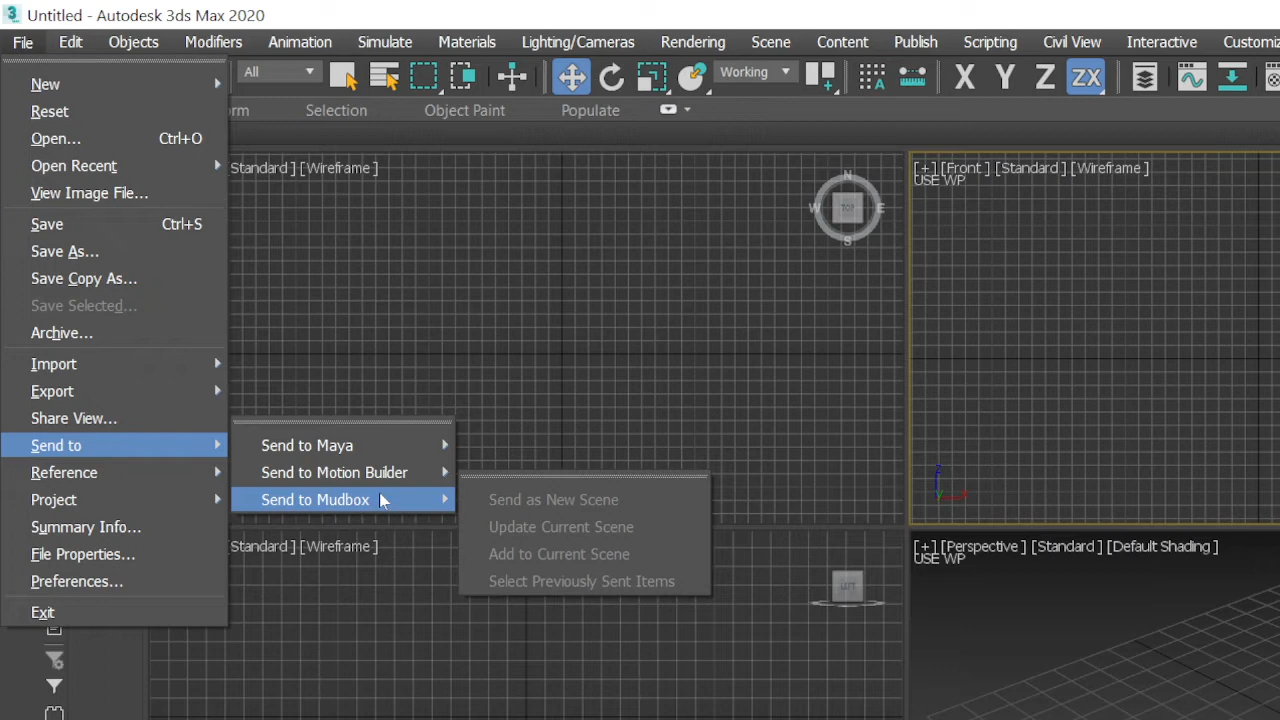 Untitled - Autodesk 3ds Max 2020
File Edit Objects Modifiers Animation Simulate Materials Lighting/Cameras Rendering Scene Content Publish Scripting Civil View Interactive Customiz
All
Working
X Y Z ZX
orm Selection Object Paint Populate
New
Reset
Open... Ctrl+O
Open Recent
View Image File...
Save Ctrl+S
Save As...
Save Copy As...
Save Selected...
Archive...
Import
Export
Share View...
Send to
Reference
Project
Summary Info...
File Properties...
Preferences...
Exit
Send to Maya
Send to Motion Builder
Send to Mudbox
Send as New Scene
Update Current Scene
Add to Current Scene
Select Previously Sent Items
Standard ] [Wireframe ]
N
W TOP E
S
[+] [Front ] [Standard ] [Wireframe ]
USE WP
z
x
y
Standard ] [Wireframe ]
LEFT
[+] [Perspective ] [Standard ] [Default Shading ]
USE WP